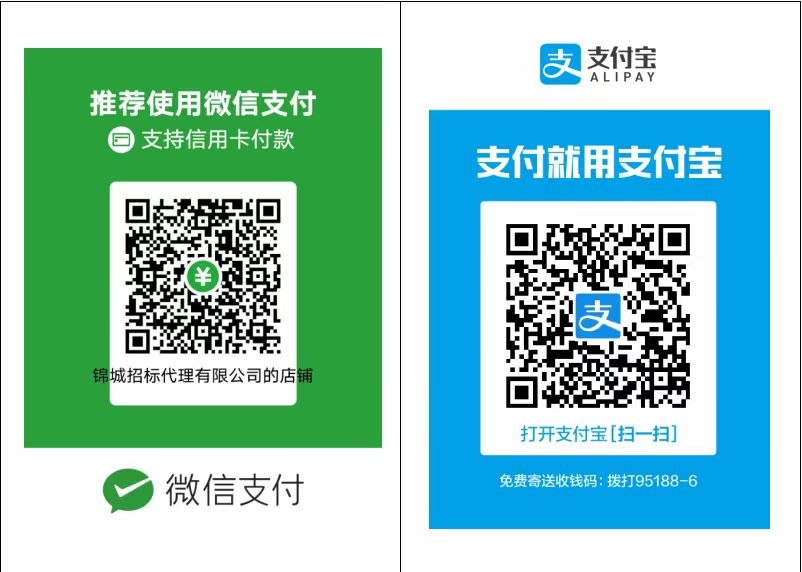 推荐使用微信支付
支持信用卡付款
¥
锦城招标代理有限公司的店铺
微信支付
支付宝
ALIPAY
支付就用支付宝
支
打开支付宝[扫一扫]
免费寄送收钱码：拨打95188-6